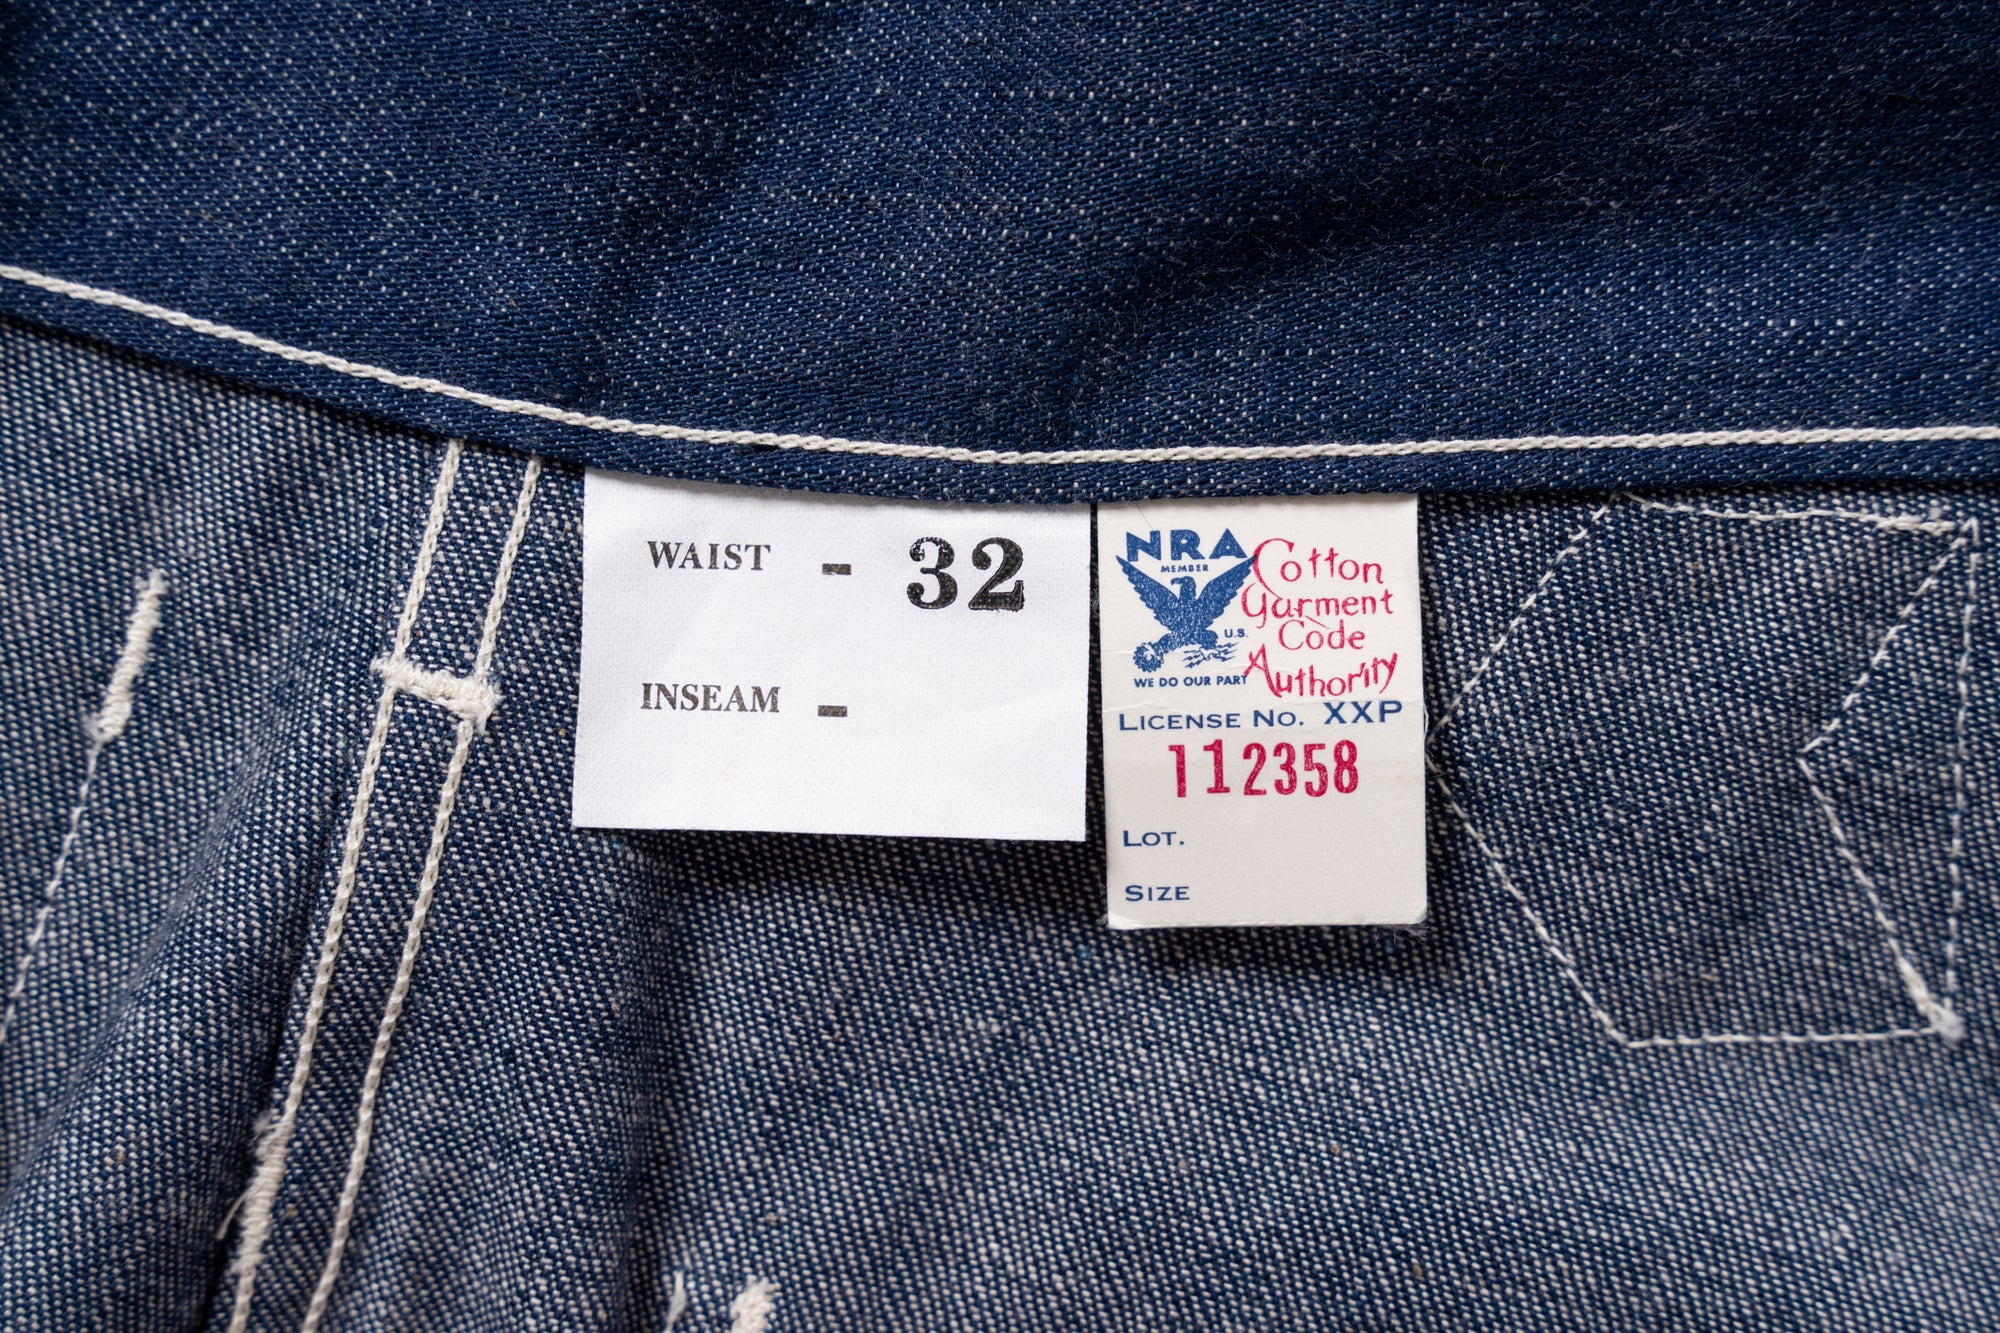 WAIST - 32
INSEAM -
NRA
MEMBER
U.S.
WE DO OUR PART
Cotton
Garment
Code
Authority
LICENSE NO. XXP
112358
LOT.
SIZE